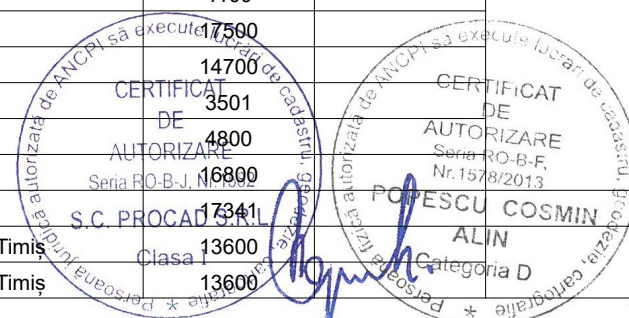 17500
14700
3501
4800
16800
17341
Timiș 13600
Timiș 13600
Persoana juridică autorizată de ANCPI să execute lucrări de cadastru, geodezie, cartografie *
CERTIFICAT
DE
AUTORIZARE
Seria RO-B-J, Nr.
S.C. PROCAD S.R.L
Clasa I
Persoană fizică autorizată de ANCPI să execute lucrări de cadastru, geodezie, cartografie *
CERTIFICAT
DE
AUTORIZARE
Seria RO-B-F,
Nr.1578/2013
POPESCU COSMIN
ALIN
Categoria D